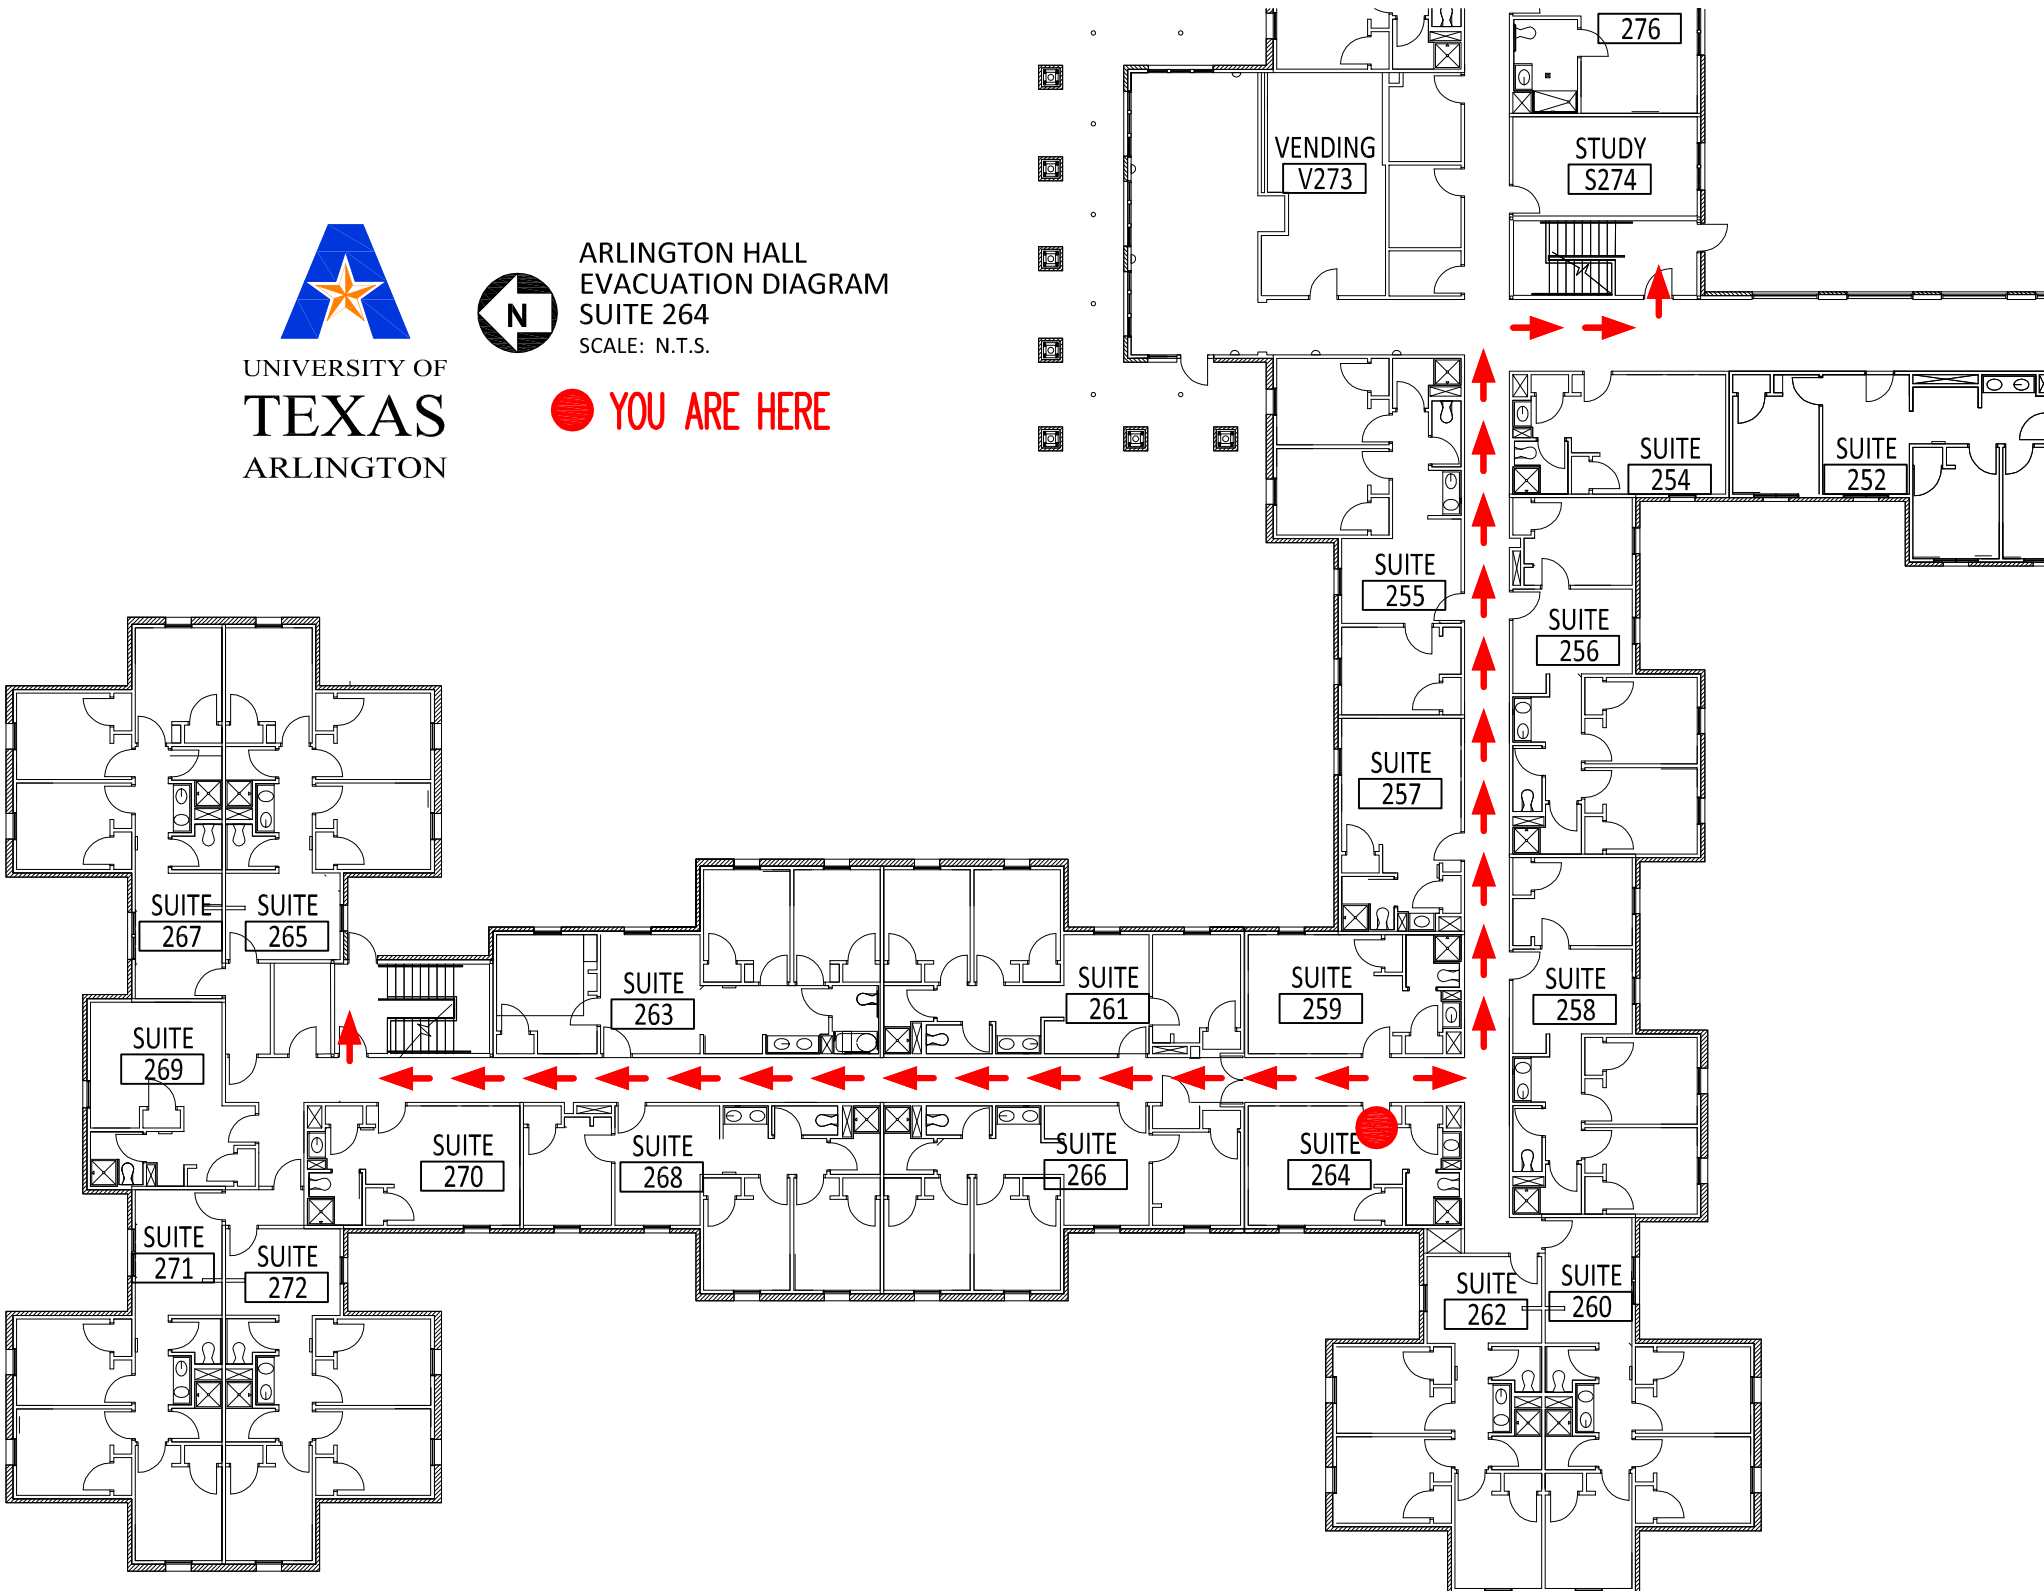 276
VENDING
V273
STUDY
S274
UNIVERSITY OF
TEXAS
ARLINGTON
N
ARLINGTON HALL
EVACUATION DIAGRAM
SUITE 264
SCALE: N.T.S.
YOU ARE HERE
SUITE
254
SUITE
252
SUITE
255
SUITE
256
SUITE
257
SUITE
267
SUITE
265
SUITE
263
SUITE
261
SUITE
259
SUITE
258
SUITE
269
SUITE
270
SUITE
268
SUITE
266
SUITE
264
SUITE
271
SUITE
272
SUITE
262
SUITE
260